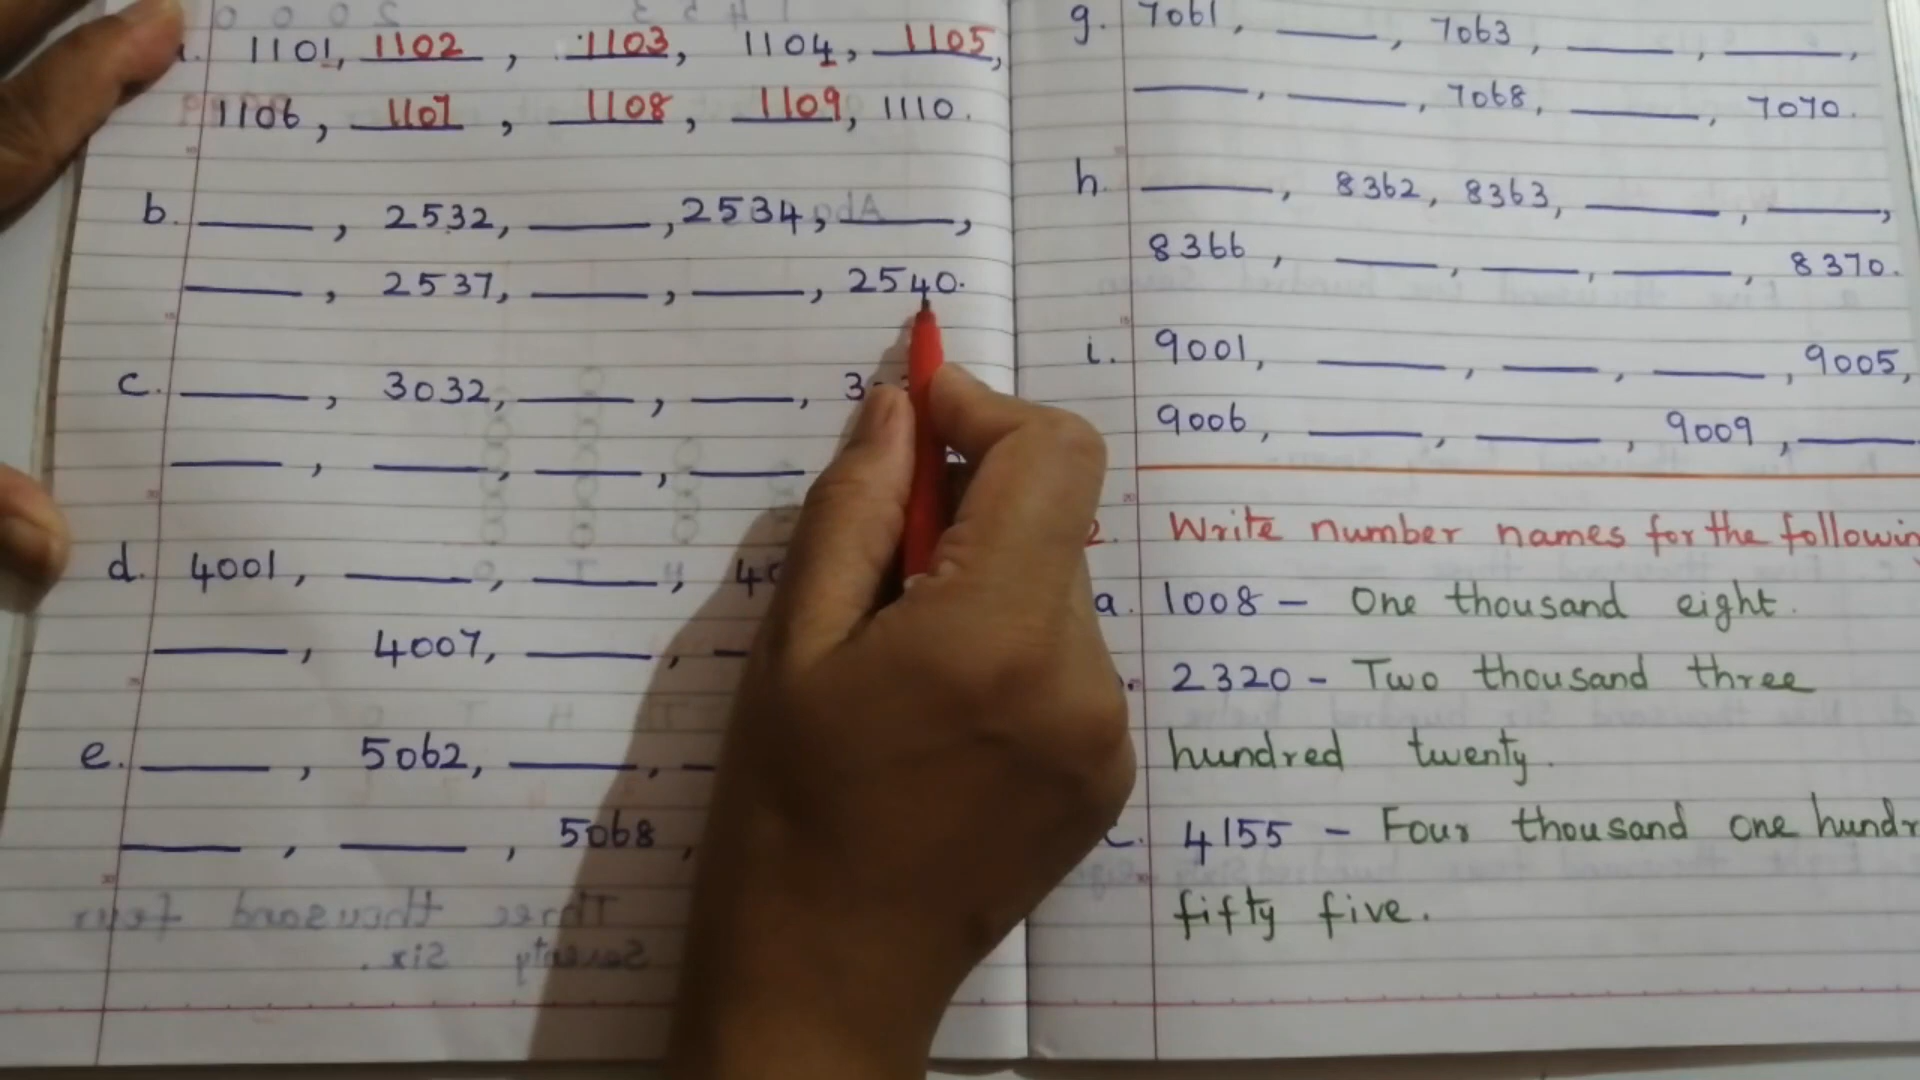 1101, 1102, 1103, 1104, 1105,
1106, 1107, 1108, 1109, 1110.
b. ____, 2532, ____, 2534, ____,
____, 2537, ____, ____, 2540.
c. ____, 3032, ____, ____,
____, ____, ____, ____
d. 4001, ____, ____,
____, 4007, ____,
e. ____, 5062, ____,
____, ____, 5068,
g. 7061, ____, 7063, ____, ____,
____, ____, 7068, ____, 7070.
h. ____, 8362, 8363, ____, ____,
8366, ____, ____, ____, 8370.
i. 9001, ____, ____, ____, 9005,
9006, ____, ____, 9009, ____
2. Write number names for the followin
a. 1008 - One thousand eight.
2320 - Two thousand three
hundred twenty.
c. 4155 - Four thousand one hundr
fifty five.